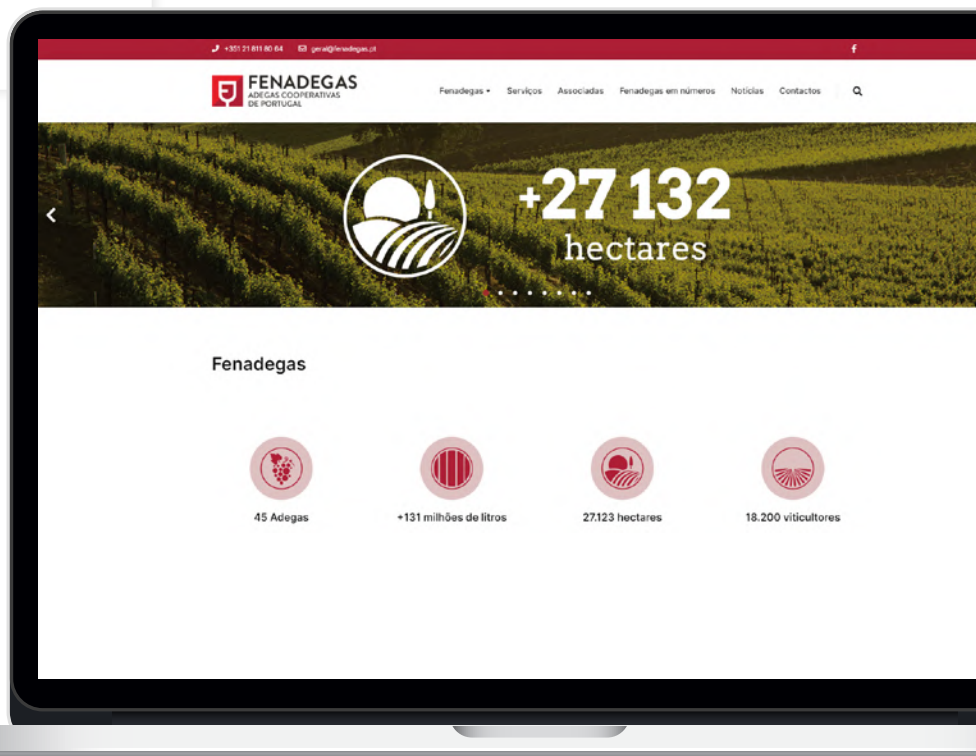 +351 21 811 80 64 geral@fenadegas.pt
FENADEGAS
ADEGAS COOPERATIVAS
DE PORTUGAL
Fenadegas Serviços Associadas Fenadegas em números Notícias Contactos
+27 132
hectares
Fenadegas
45 Adegas +131 milhões de litros 27.123 hectares 18.200 viticultores